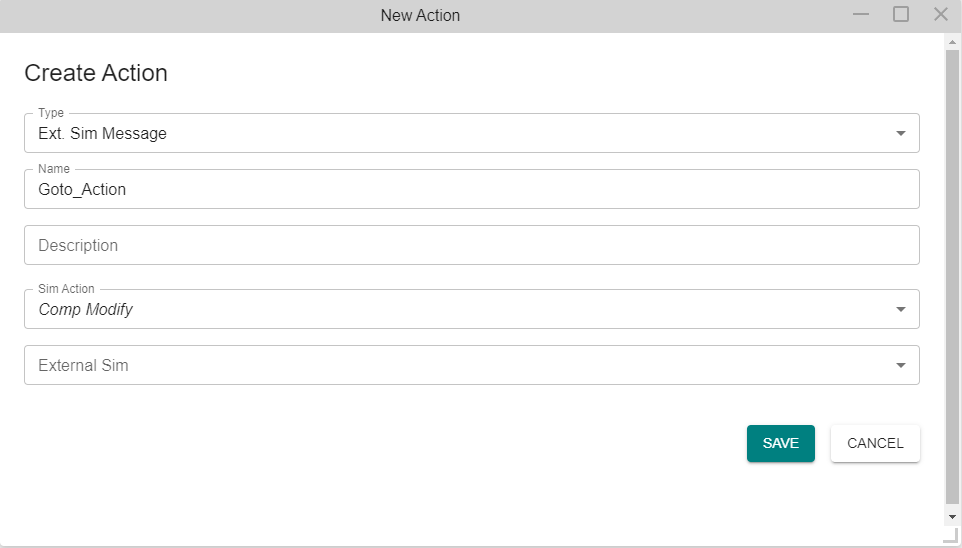 New Action
Create Action
Type
Ext. Sim Message
Name
Goto_Action
Description
Sim Action
Comp Modify
External Sim
SAVE CANCEL